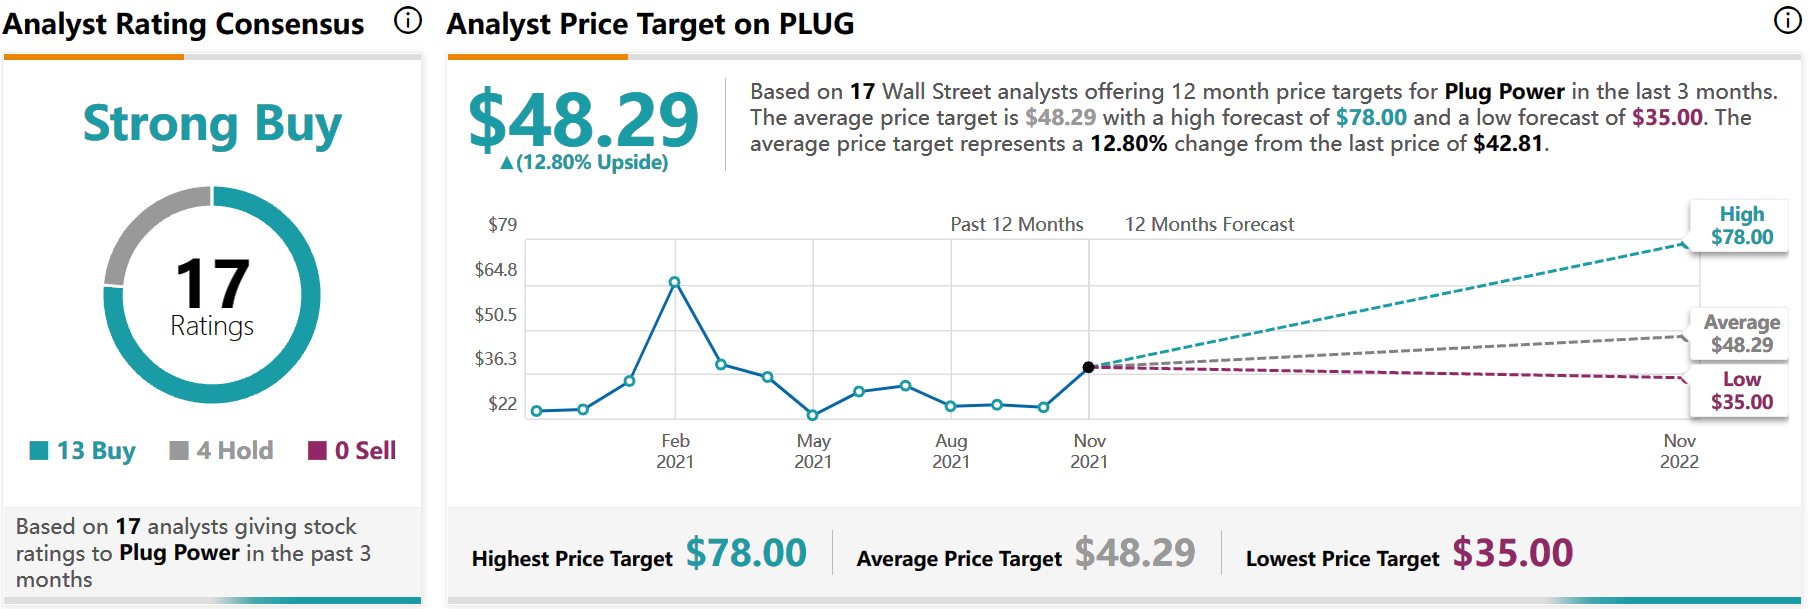 Analyst Rating Consensus
Strong Buy
17
Ratings
13 Buy 4 Hold 0 Sell
Based on 17 analysts giving stock
ratings to Plug Power in the past 3
months
Analyst Price Target on PLUG
$48.29
▲(12.80% Upside)
Based on 17 Wall Street analysts offering 12 month price targets for Plug Power in the last 3 months.
The average price target is $48.29 with a high forecast of $78.00 and a low forecast of $35.00. The
average price target represents a 12.80% change from the last price of $42.81.
Past 12 Months 12 Months Forecast
$79
$64.8
$50.5
$36.3
$22
High
$78.00
Average
$48.29
Low
$35.00
Feb May Aug Nov Nov
2021 2021 2021 2021 2022
Highest Price Target $78.00 Average Price Target $48.29 Lowest Price Target $35.00